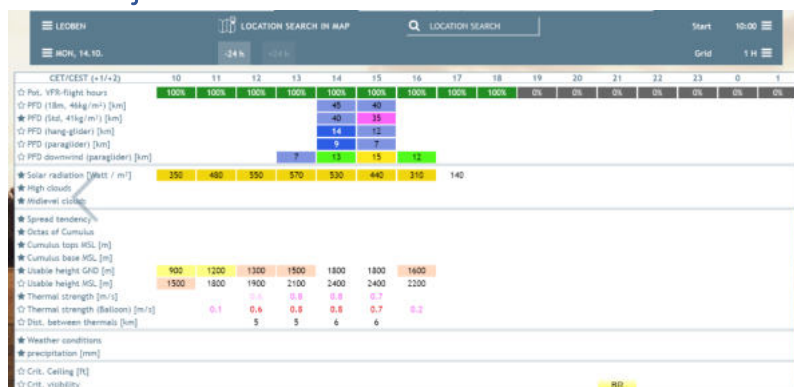 LEOBEN LOCATION SEARCH IN MAP LOCATION SEARCH Start 10:00
MON, 14.10. -24 h +24 h Grid 1 H
CET/CEST (+1/+2) 10 11 12 13 14 15 16 17 18 19 20 21 22 23 0 1
Pot. VFR-flight hours 100% 100% 100% 100% 100% 100% 100% 100% 100% 0% 0% 0% 0% 0% 0% 0%
PFD (18m, 46kg/m²) [km] 45 40
PFD (Std, 41kg/m²) [km] 40 35
PFD (hang-glider) [km] 14 12
PFD (paraglider) [km] 9 7
PFD downwind (paraglider) [km] 7 13 15 12
Solar radiation [Watt / m²] 350 480 550 570 530 440 310 140
High clouds
Midlevel clouds
Spread tendency
Octas of Cumulus
Cumulus tops MSL [m]
Cumulus base MSL [m]
Usable height GND [m] 900 1200 1300 1500 1800 1800 1600
Usable height MSL [m] 1500 1800 1900 2100 2400 2400 2200
Thermal strength [m/s] 0.6 0.8 0.8 0.7
Thermal strength (Balloon) [m/s] 0.1 0.6 0.8 0.8 0.7 0.2
Dist. between thermals [km] 5 5 6 6
Weather conditions
precipitation [mm]
Crit. Ceiling [ft]
Crit. visibility BR